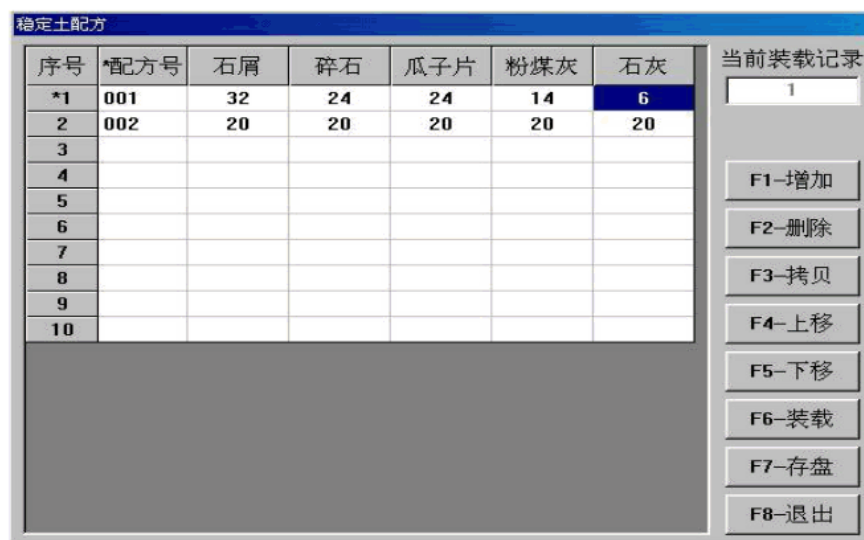 稳定土配方
序号 *配方号 石屑 碎石 瓜子片 粉煤灰 石灰
*1 001 32 24 24 14 6
2 002 20 20 20 20 20
3
4
5
6
7
8
9
10
当前装载记录
1
F1-增加
F2-删除
F3-拷贝
F4-上移
F5-下移
F6-装载
F7-存盘
F8-退出